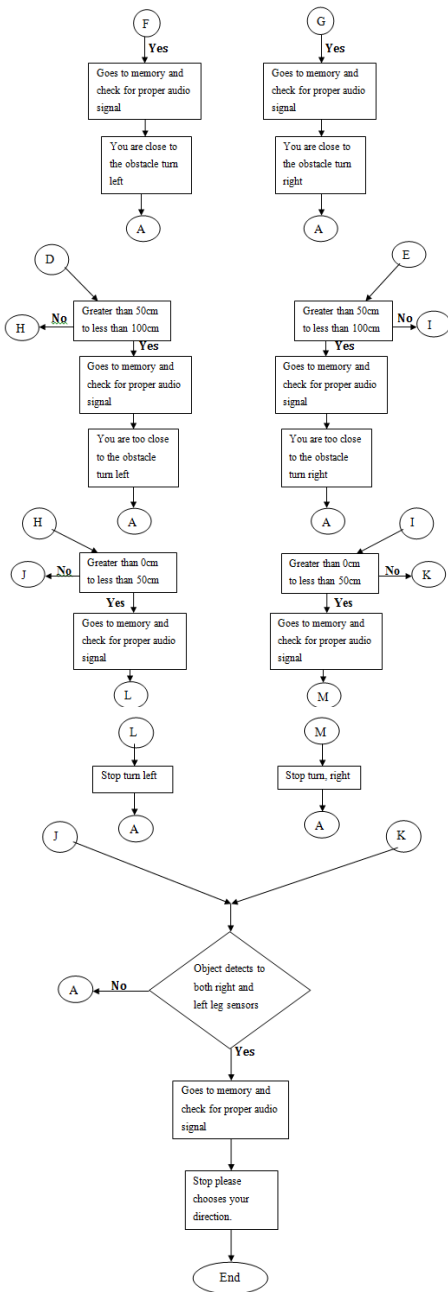 F
G
Yes
Yes
Goes to memory and
check for proper audio
signal
Goes to memory and
check for proper audio
signal
You are close to
the obstacle turn
left
You are close to
the obstacle turn
right
A
A
D
E
Greater than 50cm
to less than 100cm
Greater than 50cm
to less than 100cm
No
H
No
I
Yes
Yes
Goes to memory and
check for proper audio
signal
Goes to memory and
check for proper audio
signal
You are too close
to the obstacle
turn left
You are too close
to the obstacle
turn right
A
A
H
I
Greater than 0cm
to less than 50cm
Greater than 0cm
to less than 50cm
J
No
No
K
Yes
Yes
Goes to memory and
check for proper audio
signal
Goes to memory and
check for proper audio
signal
L
M
L
M
Stop turn left
Stop turn, right
A
A
J
K
Object detects to
both right and
left leg sensors
No
A
Yes
Goes to memory and
check for proper audio
signal
Stop please
chooses your
direction.
End